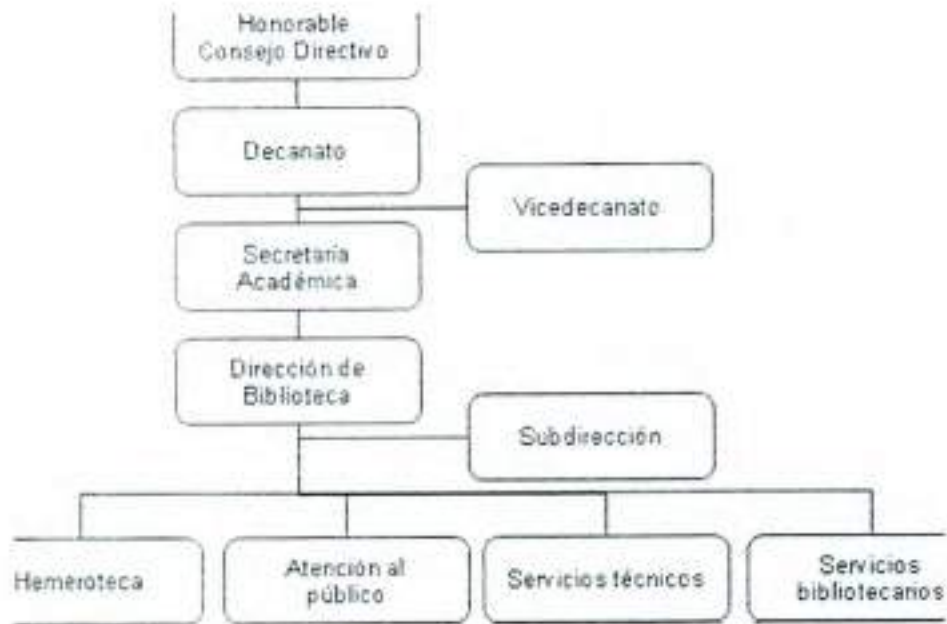 Honorable
Consejo Directivo
Decanato
Vicedecanato
Secretaría
Académica
Dirección de
Biblioteca
Subdirección
Hemeroteca
Atención al
público
Servicios técnicos
Servicios
bibliotecarios